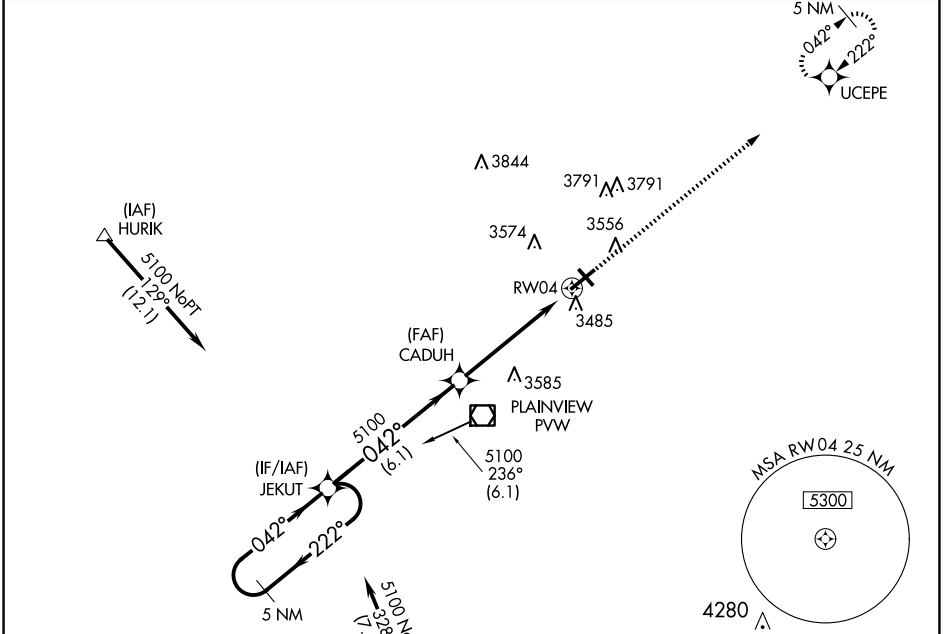 5 NM
042°
222°
UCEPE
3844
3791
3791
3574
3556
(IAF)
HURIK
5100 NoPT
129°
(12.1)
RW04
3485
(FAF)
CADUH
3585
PLAINVIEW
PVW
5100
042°
(6.1)
5100
236°
(6.1)
(IF/IAF)
JEKUT
042°
222°
5 NM
MSA RW04 25 NM
5300
4280
5100